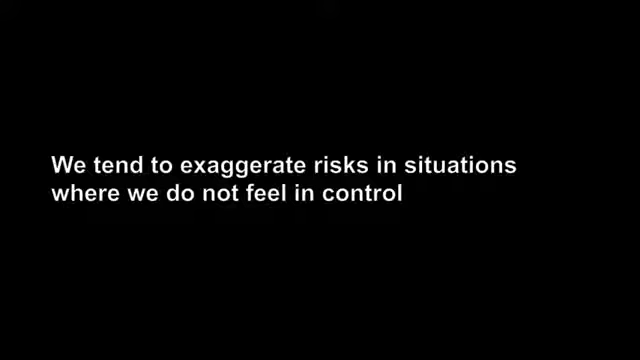 We tend to exaggerate risks in situations
where we do not feel in control